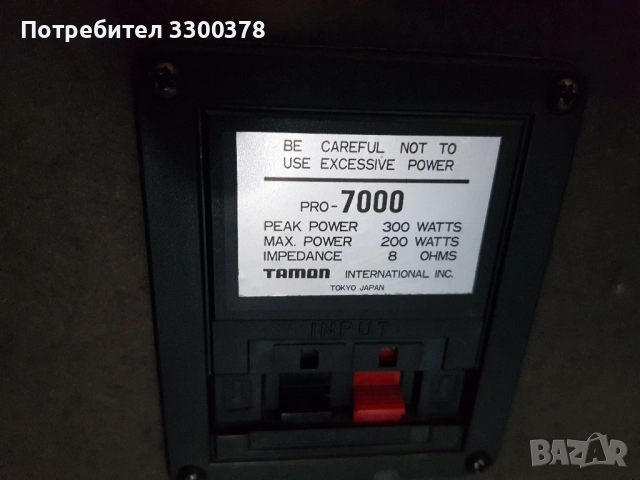 Потребител 3300378
BE CAREFUL NOT TO
USE EXCESSIVE POWER
PRO-7000
PEAK POWER 300 WATTS
MAX. POWER 200 WATTS
IMPEDANCE 8 OHMS
TAMON INTERNATIONAL INC.
TOKYO JAPAN
INPUT
BAZAR